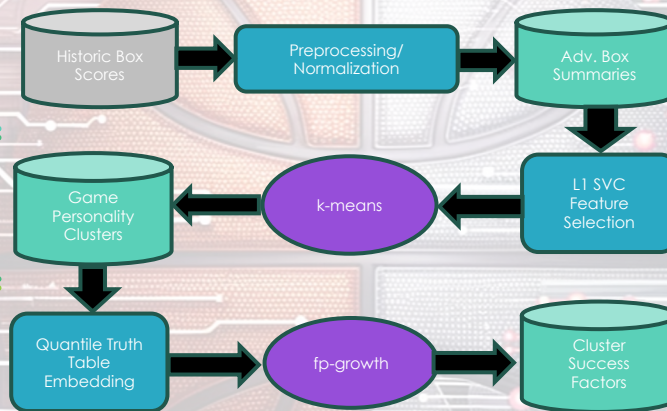 Historic Box
Scores
Preprocessing/
Normalization
Adv. Box
Summaries
L1 SVC
Feature
Selection
k-means
Game
Personality
Clusters
Quantile Truth
Table
Embedding
fp-growth
Cluster
Success
Factors